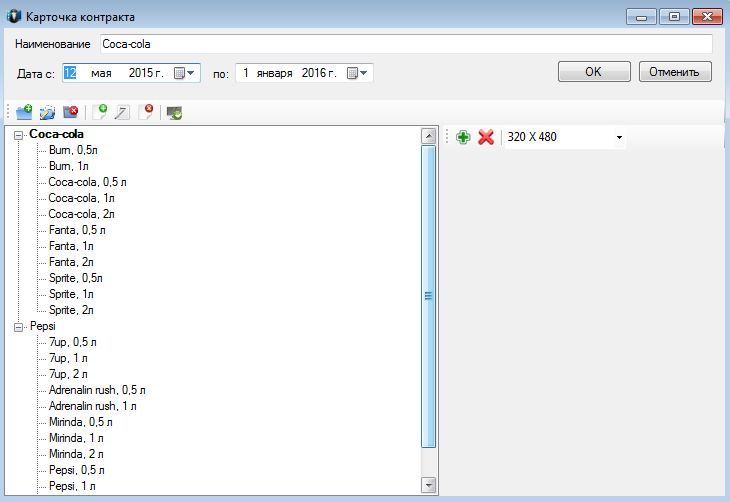 Карточка контракта
Наименование Coca-cola
Дата с: 12 мая 2015 г. по: 1 января 2016 г. OK Отменить
320 X 480
Coca-cola
Burn, 0,5л
Burn, 1л
Coca-cola, 0,5 л
Coca-cola, 1л
Coca-cola, 2л
Fanta, 0,5 л
Fanta, 1л
Fanta, 2л
Sprite, 0,5л
Sprite, 1л
Sprite, 2л
Pepsi
7up, 0,5 л
7up, 1 л
7up, 2 л
Adrenalin rush, 0,5 л
Adrenalin rush, 1 л
Mirinda, 0,5 л
Mirinda, 1 л
Mirinda, 2 л
Pepsi, 0,5 л
Pepsi, 1 л